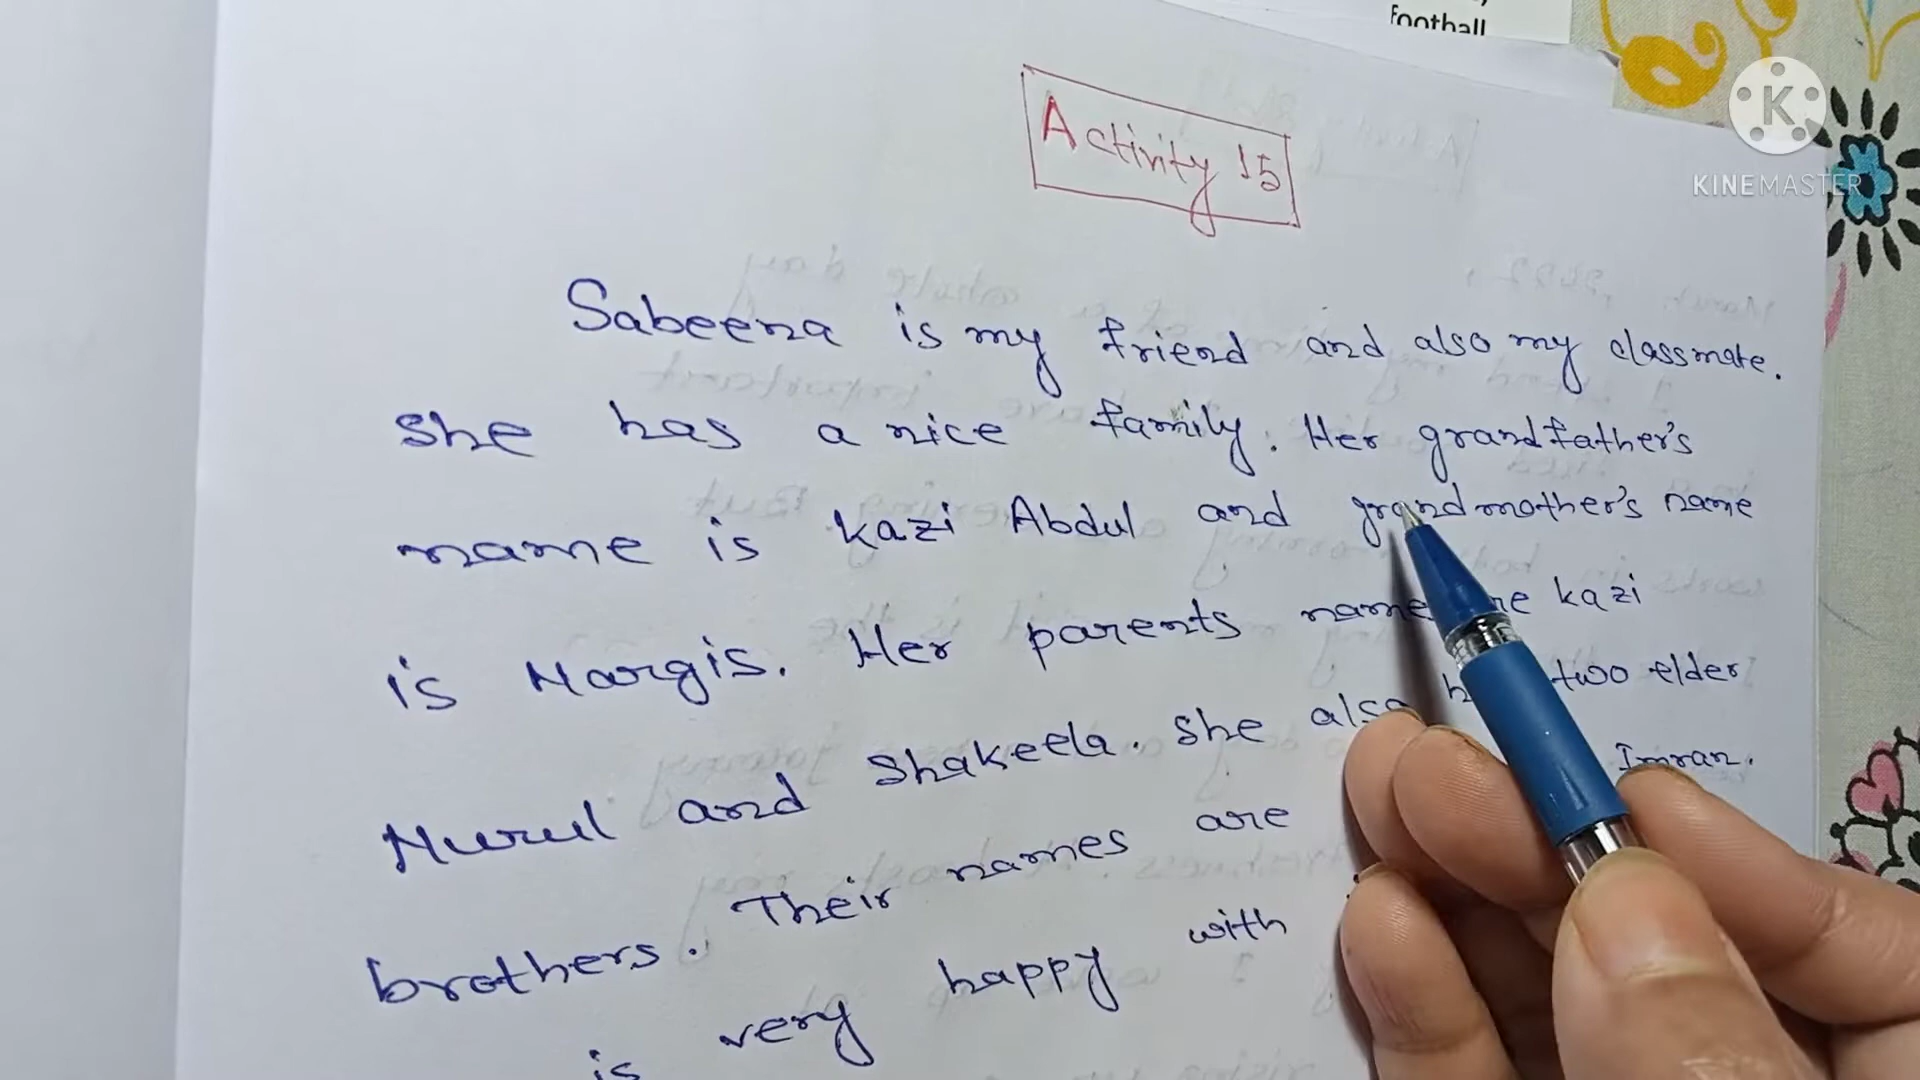 Football
Activity 15
KINEMASTER
Sabeena is my friend and also my classmate.
She has a nice family. Her grandfather's
name is Kazi Abdul and grandmother's name
is Nargis. Her parents name Kazi
Nurul and Shakeela. She also two elder
brothers. Their names are Imran.
is very happy with